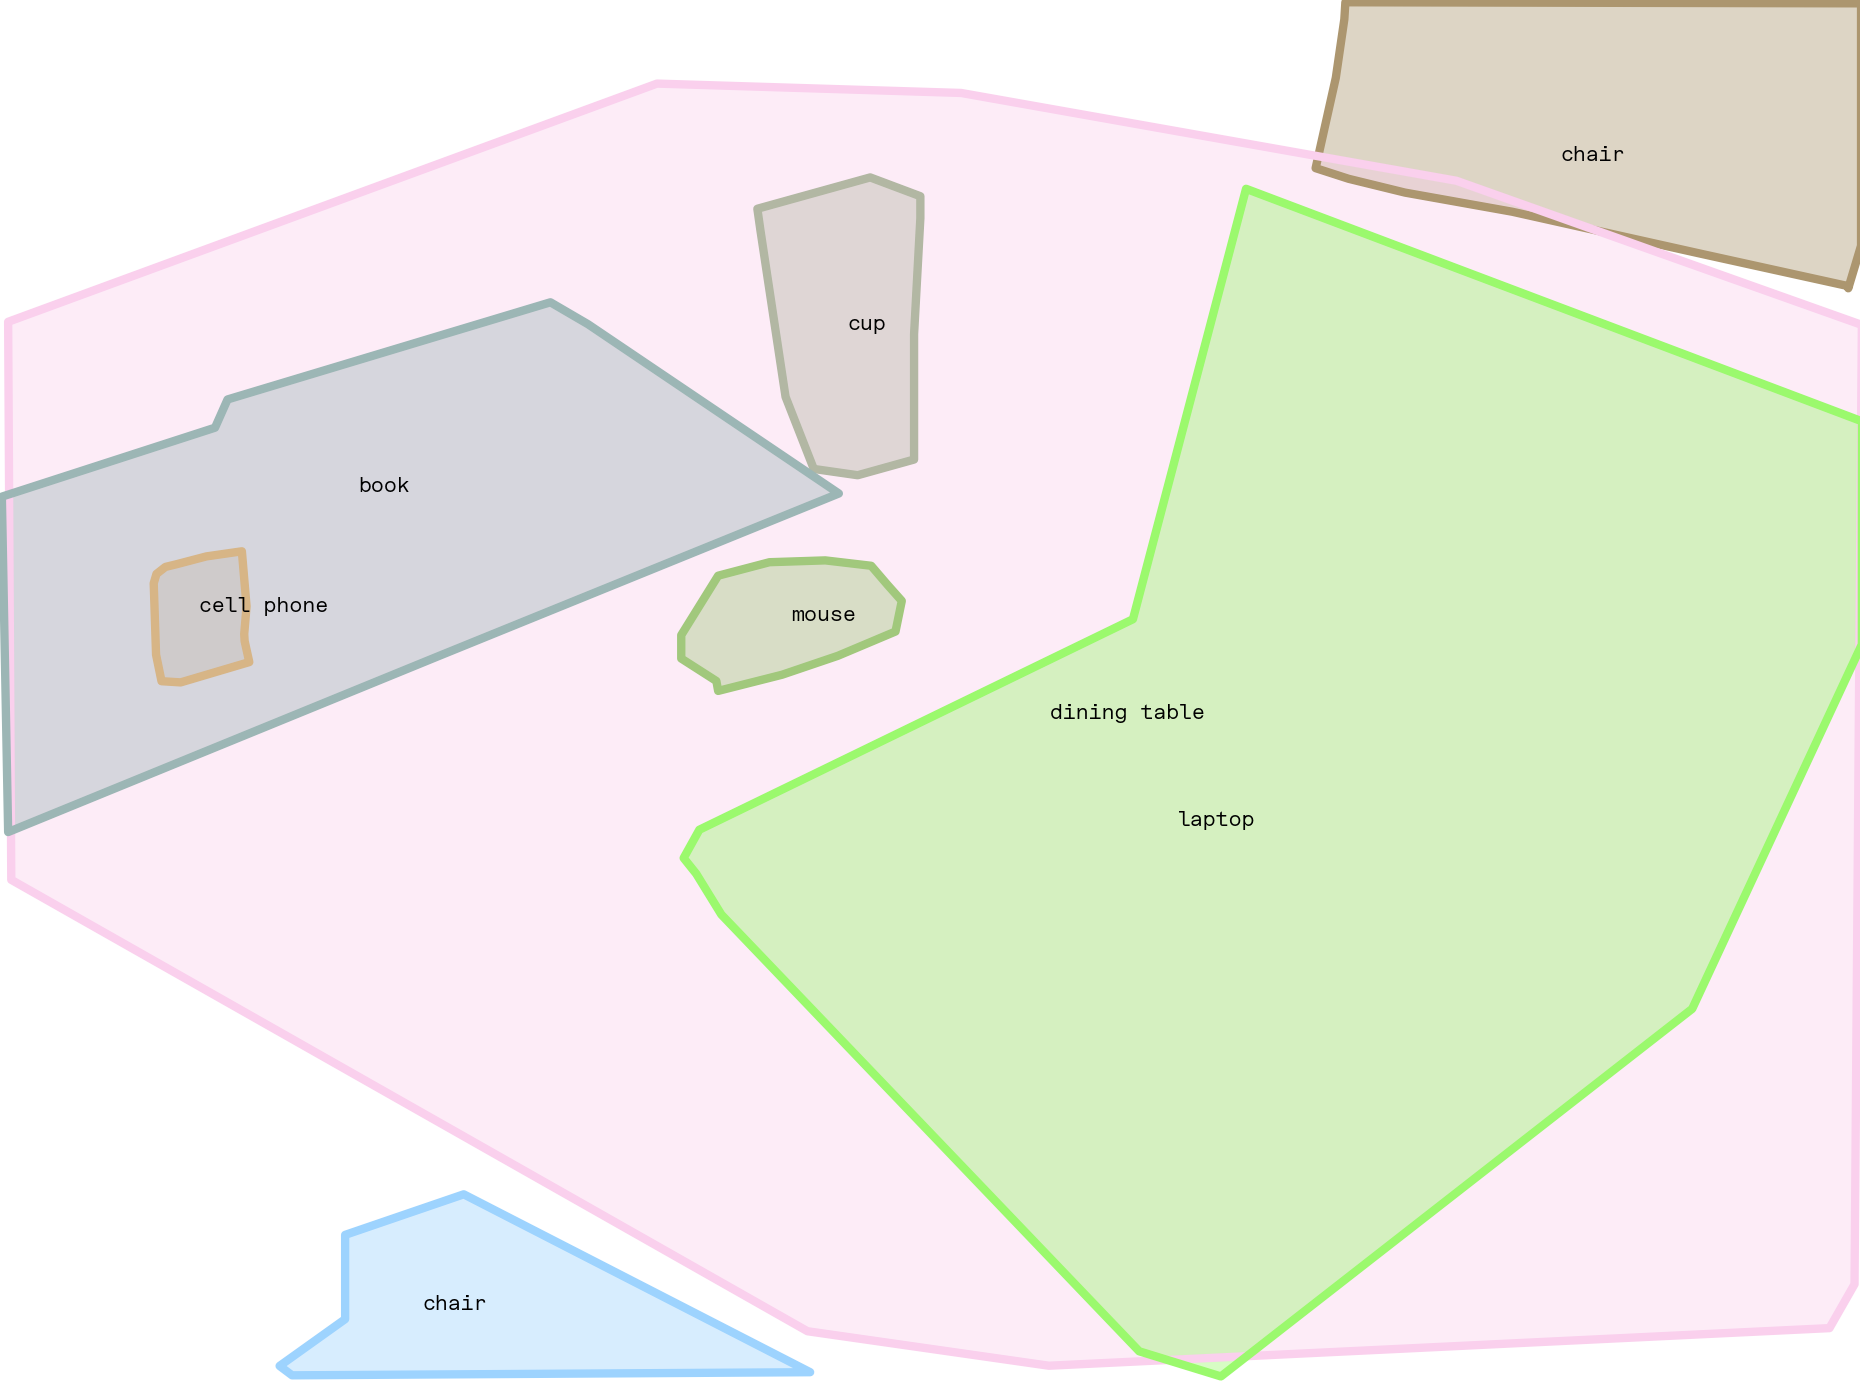 chair
cup
book
cell phone
mouse
dining table
laptop
chair